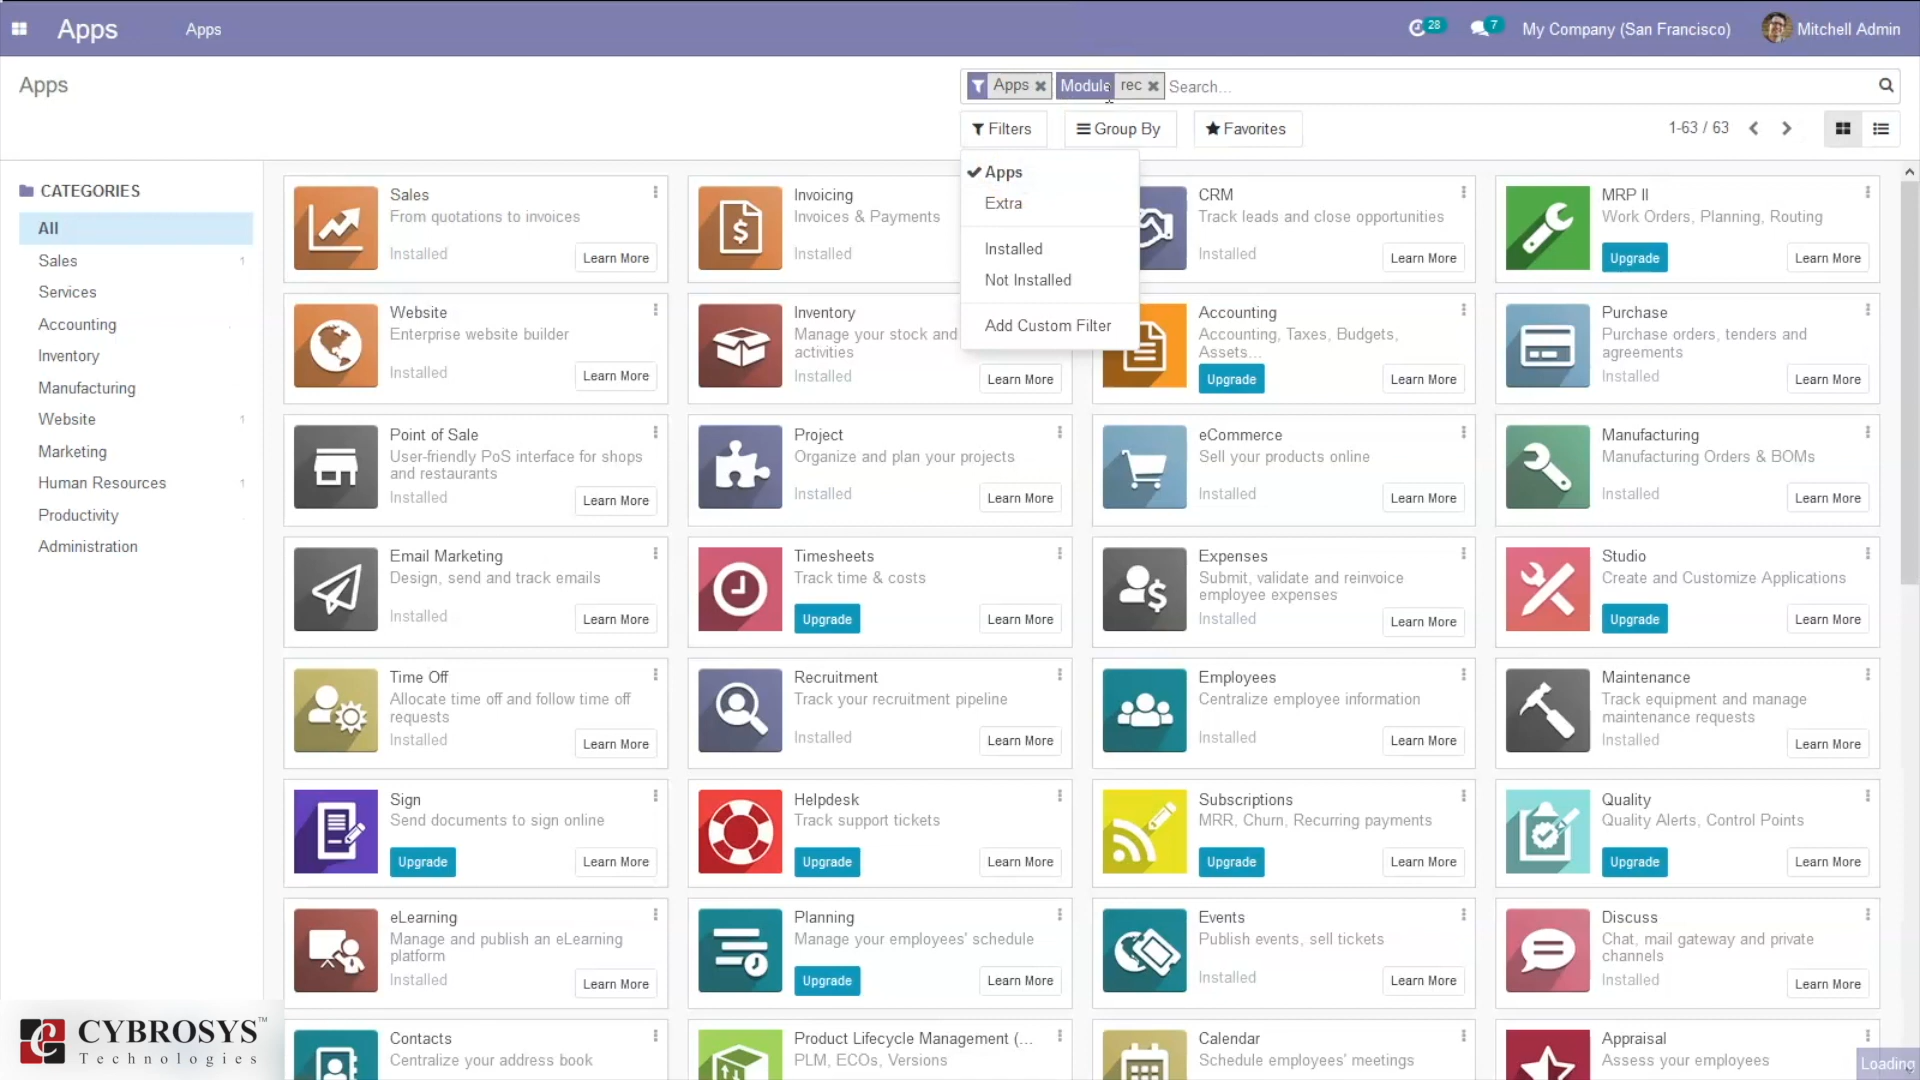 Apps
Apps
28
7
My Company (San Francisco)
Mitchell Admin
Apps
Apps
Module
rec
Search...
Filters
Group By
Favorites
1-63 / 63
Apps
Extra
Installed
Not Installed
Add Custom Filter
CATEGORIES
All
Sales 1
Services
Accounting
Inventory
Manufacturing
Website 1
Marketing
Human Resources 1
Productivity
Administration
Sales
From quotations to invoices
Installed
Learn More
Invoicing
Invoices & Payments
Installed
CRM
Track leads and close opportunities
Installed
Learn More
MRP II
Work Orders, Planning, Routing
Upgrade
Learn More
Website
Enterprise website builder
Installed
Learn More
Inventory
Manage your stock and
activities
Installed
Learn More
Accounting
Accounting, Taxes, Budgets,
Assets...
Upgrade
Learn More
Purchase
Purchase orders, tenders and
agreements
Installed
Learn More
Point of Sale
User-friendly PoS interface for shops
and restaurants
Installed
Learn More
Project
Organize and plan your projects
Installed
Learn More
eCommerce
Sell your products online
Installed
Learn More
Manufacturing
Manufacturing Orders & BOMs
Installed
Learn More
Email Marketing
Design, send and track emails
Installed
Learn More
Timesheets
Track time & costs
Upgrade
Learn More
Expenses
Submit, validate and reinvoice
employee expenses
Installed
Learn More
Studio
Create and Customize Applications
Upgrade
Learn More
Time Off
Allocate time off and follow time off
requests
Installed
Learn More
Recruitment
Track your recruitment pipeline
Installed
Learn More
Employees
Centralize employee information
Installed
Learn More
Maintenance
Track equipment and manage
maintenance requests
Installed
Learn More
Sign
Send documents to sign online
Upgrade
Learn More
Helpdesk
Track support tickets
Upgrade
Learn More
Subscriptions
MRR, Churn, Recurring payments
Upgrade
Learn More
Quality
Quality Alerts, Control Points
Upgrade
Learn More
eLearning
Manage and publish an eLearning
platform
Installed
Learn More
Planning
Manage your employees' schedule
Upgrade
Learn More
Events
Publish events, sell tickets
Installed
Learn More
Discuss
Chat, mail gateway and private
channels
Installed
Learn More
Contacts
Centralize your address book
Product Lifecycle Management (...
PLM, ECOs, Versions
Calendar
Schedule employees' meetings
Appraisal
Assess your employees
CYBROSYS™
Technologies
Loading